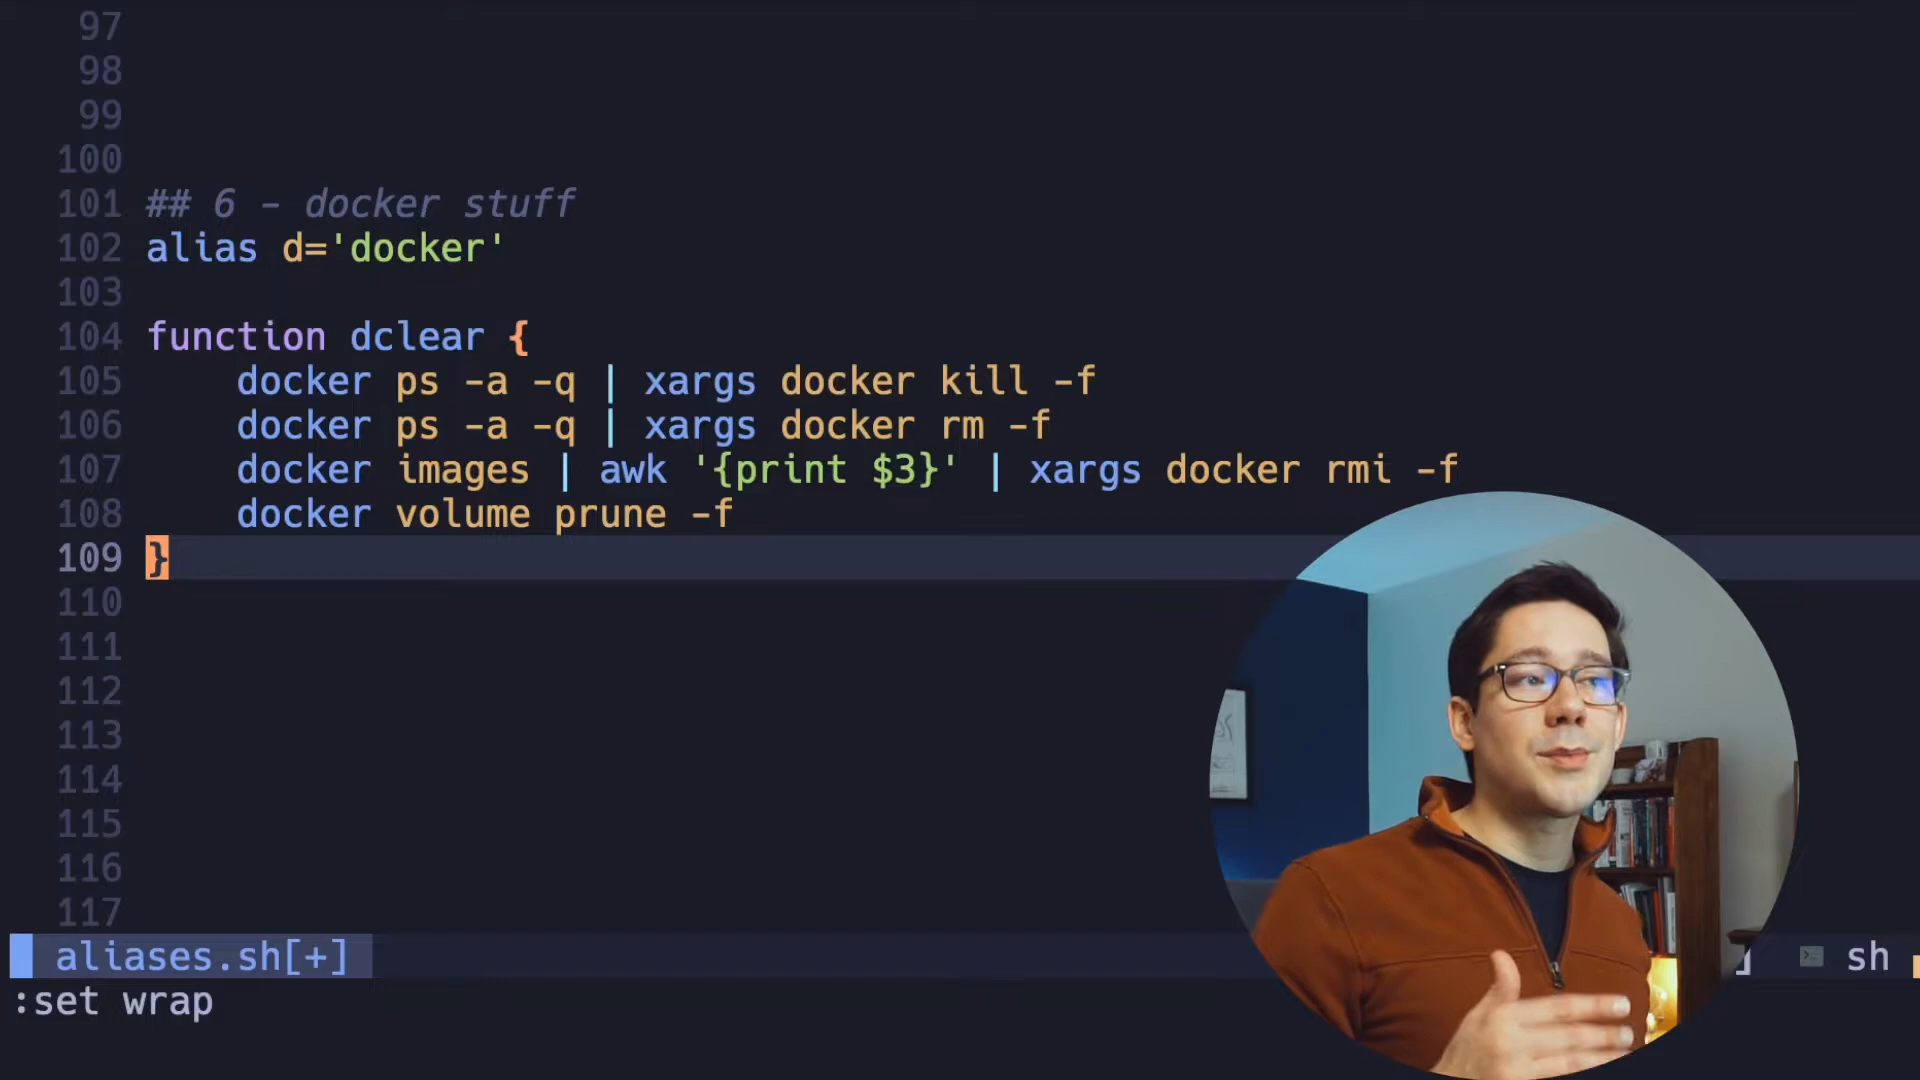 97
98
99
100
101 ## 6 - docker stuff
102 alias d='docker'
103
104 function dclear {
105     docker ps -a -q | xargs docker kill -f
106     docker ps -a -q | xargs docker rm -f
107     docker images | awk '{print $3}' | xargs docker rmi -f
108     docker volume prune -f
109 }
110
111
112
113
114
115
116
117
aliases.sh[+] ] sh
:set wrap